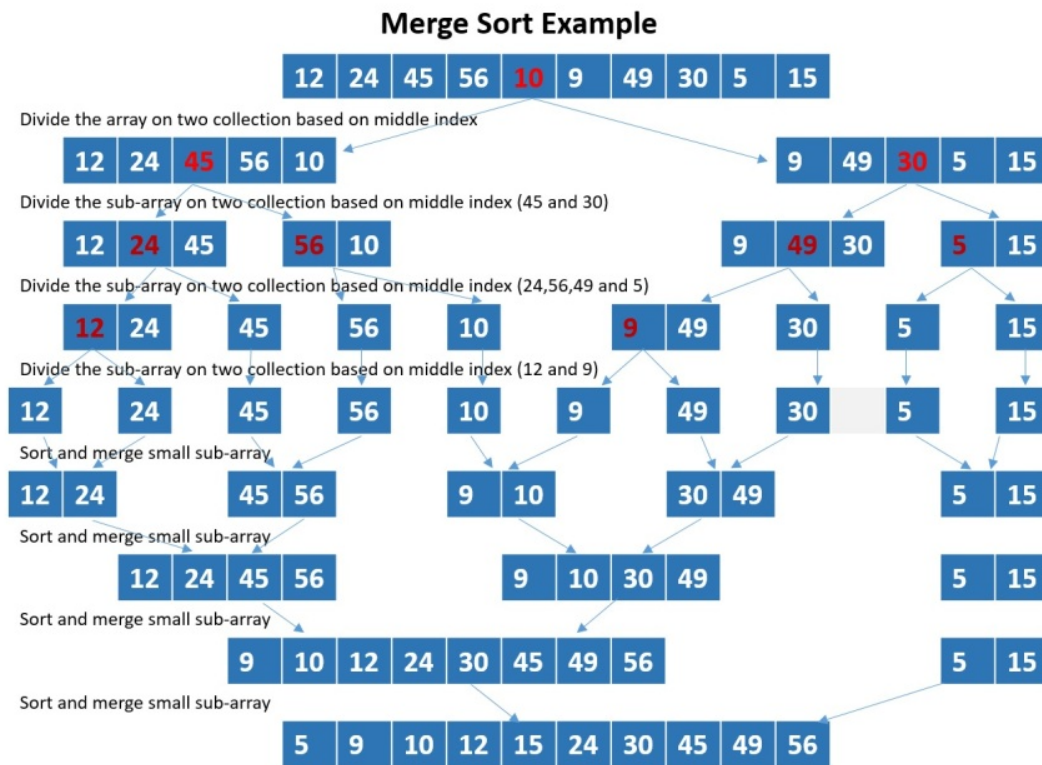 Merge Sort Example
12 24 45 56 10 9 49 30 5 15
Divide the array on two collection based on middle index
12 24 45 56 10 9 49 30 5 15
Divide the sub-array on two collection based on middle index (45 and 30)
12 24 45 56 10 9 49 30 5 15
Divide the sub-array on two collection based on middle index (24,56,49 and 5)
12 24 45 56 10 9 49 30 5 15
Divide the sub-array on two collection based on middle index (12 and 9)
12 24 45 56 10 9 49 30 5 15
Sort and merge small sub-array
12 24 45 56 9 10 30 49 5 15
Sort and merge small sub-array
12 24 45 56 9 10 30 49 5 15
Sort and merge small sub-array
9 10 12 24 30 45 49 56 5 15
Sort and merge small sub-array
5 9 10 12 15 24 30 45 49 56